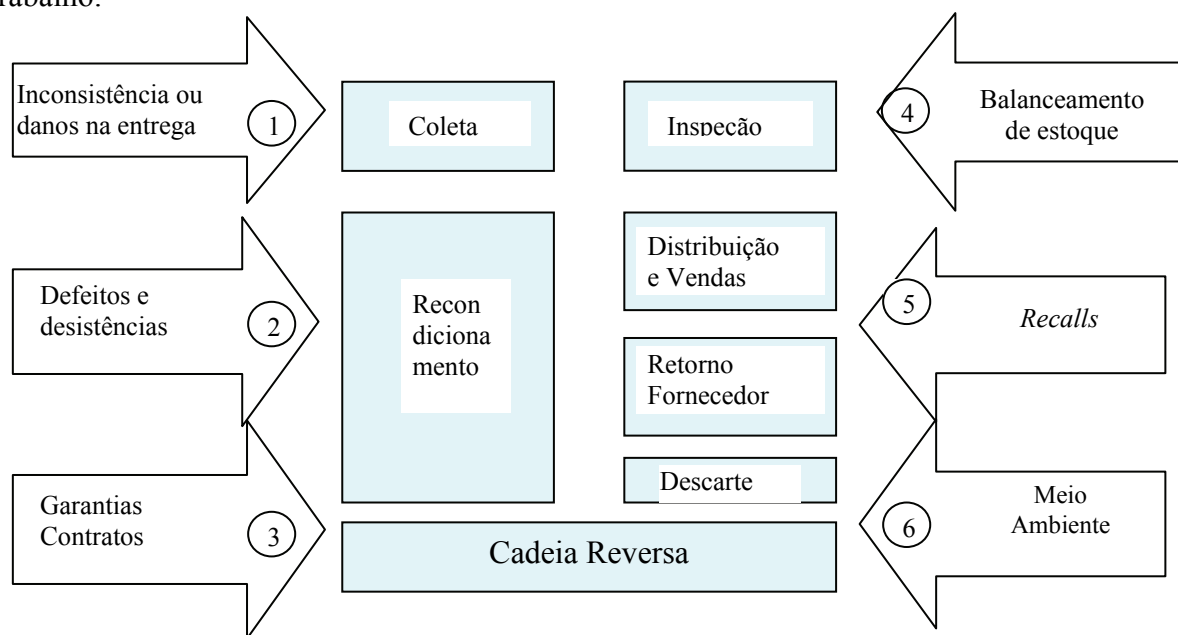 Inconsistência ou
danos na entrega
1
Coleta
Inspeção
4
Balanceamento
de estoque
Defeitos e
desistências
2
Recon
diciona
mento
Distribuição
e Vendas
5
Recalls
Retorno
Fornecedor
Garantias
Contratos
3
Descarte
6
Meio
Ambiente
Cadeia Reversa